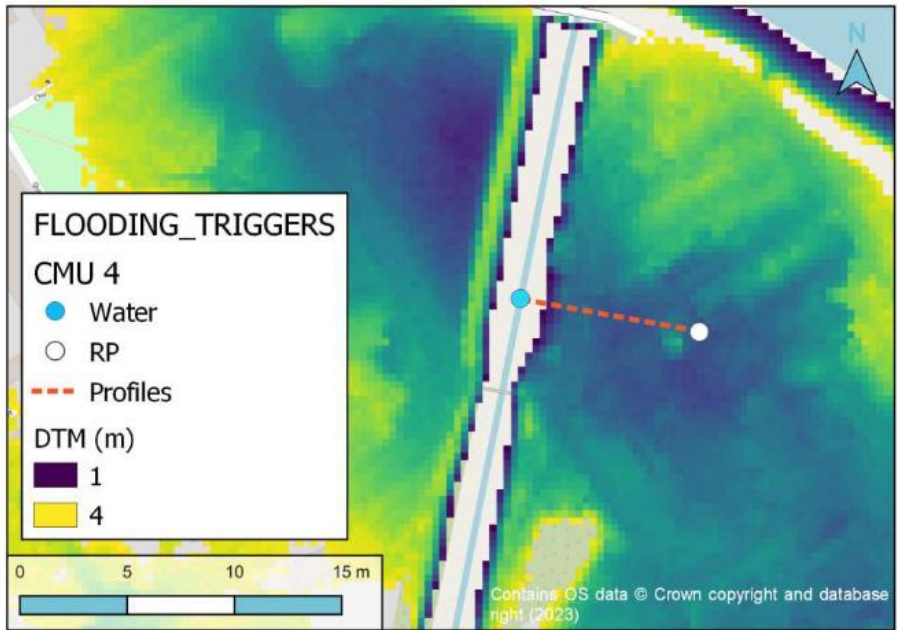 N
FLOODING_TRIGGERS
CMU 4
Water
RP
Profiles
DTM (m)
1
4
0 5 10 15 m
Contains OS data © Crown copyright and database
right (2023)